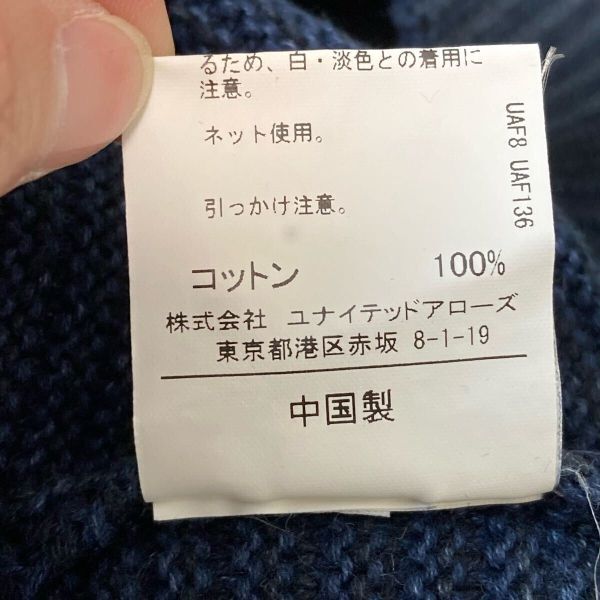 るため、白・淡色との着用に
注意。
ネット使用。
引っかけ注意。
コットン 100%
株式会社 ユナイテッドアローズ
東京都港区赤坂 8-1-19
中国製
UAF8 UAF136